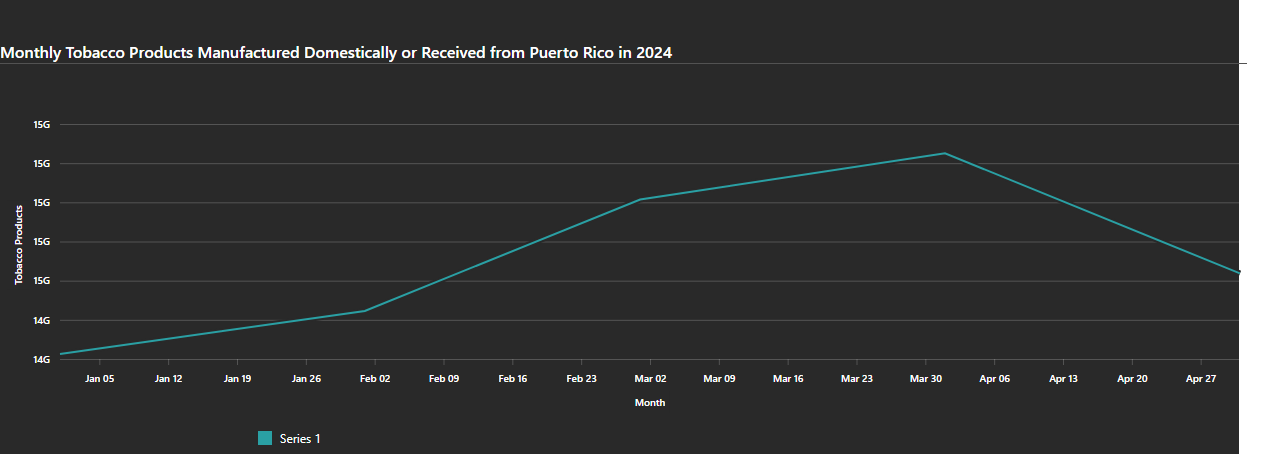 Monthly Tobacco Products Manufactured Domestically or Received from Puerto Rico in 2024
15G
15G
15G
15G
15G
14G
14G
Tobacco Products
Jan 05 Jan 12 Jan 19 Jan 26 Feb 02 Feb 09 Feb 16 Feb 23 Mar 02 Mar 09 Mar 16 Mar 23 Mar 30 Apr 06 Apr 13 Apr 20 Apr 27
Month
Series 1